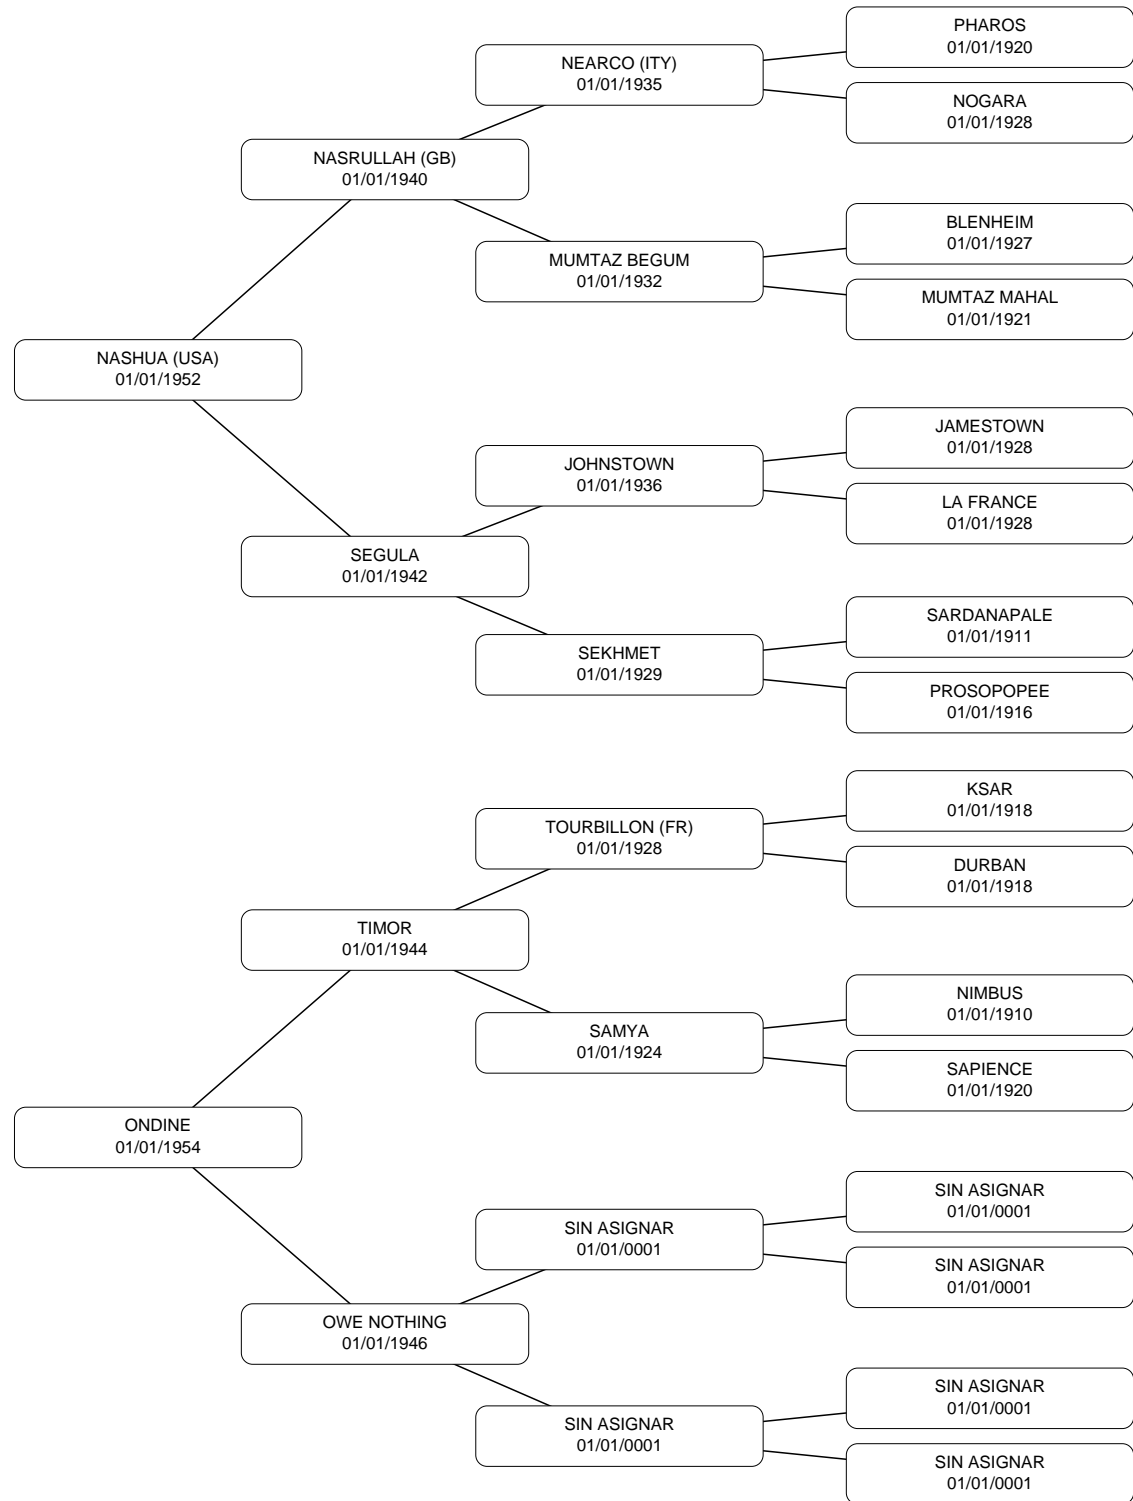 PHAROS
01/01/1920
NEARCO (ITY)
01/01/1935
NOGARA
01/01/1928
NASRULLAH (GB)
01/01/1940
BLENHEIM
01/01/1927
MUMTAZ BEGUM
01/01/1932
MUMTAZ MAHAL
01/01/1921
NASHUA (USA)
01/01/1952
JAMESTOWN
01/01/1928
JOHNSTOWN
01/01/1936
LA FRANCE
01/01/1928
SEGULA
01/01/1942
SARDANAPALE
01/01/1911
SEKHMET
01/01/1929
PROSOPOPEE
01/01/1916
KSAR
01/01/1918
TOURBILLON (FR)
01/01/1928
DURBAN
01/01/1918
TIMOR
01/01/1944
NIMBUS
01/01/1910
SAMYA
01/01/1924
SAPIENCE
01/01/1920
ONDINE
01/01/1954
SIN ASIGNAR
01/01/0001
SIN ASIGNAR
01/01/0001
SIN ASIGNAR
01/01/0001
OWE NOTHING
01/01/1946
SIN ASIGNAR
01/01/0001
SIN ASIGNAR
01/01/0001
SIN ASIGNAR
01/01/0001